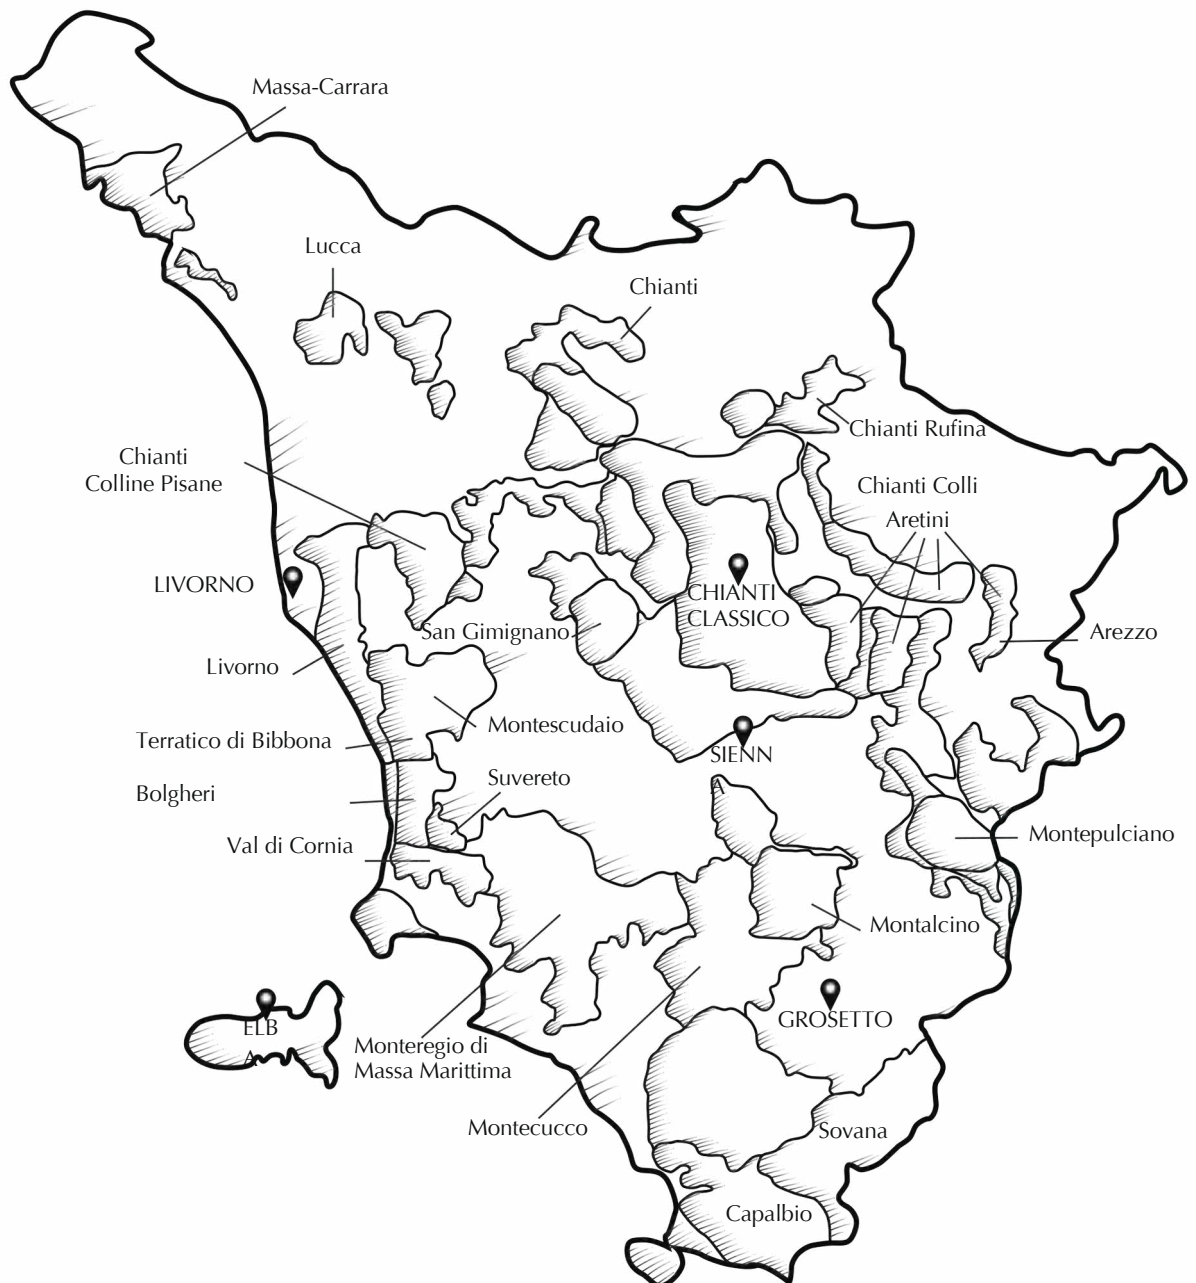 Massa-Carrara
Lucca
Chianti
Chianti Rufina
Chianti
Colline Pisane
Chianti Colli
Aretini
LIVORNO
CHIANTI
CLASSICO
San Gimignano
Arezzo
Livorno
Montescudaio
Terratico di Bibbona
SIENN
A
Suvereto
Bolgheri
Montepulciano
Val di Cornia
Montalcino
GROSETTO
ELB
A
Monteregio di
Massa Marittima
Montecucco
Sovana
Capalbio